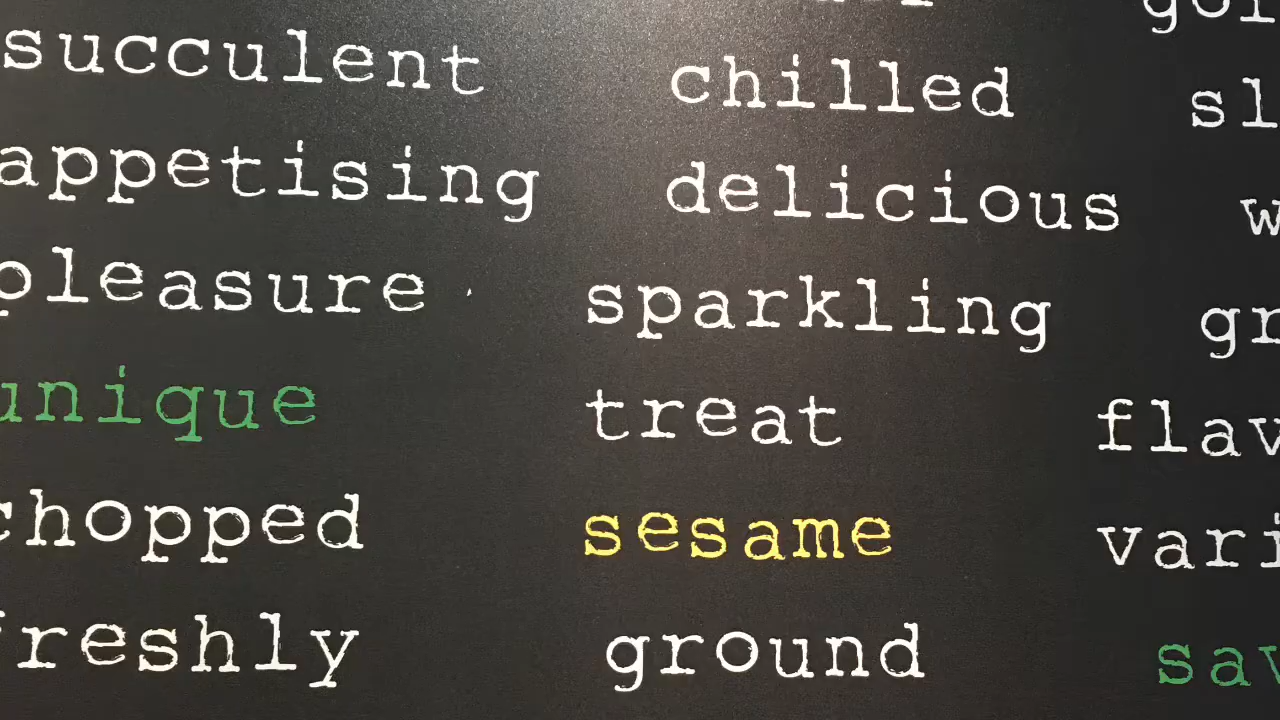 succulent chilled
appetising delicious
pleasure sparkling
unique treat
chopped sesame
freshly ground